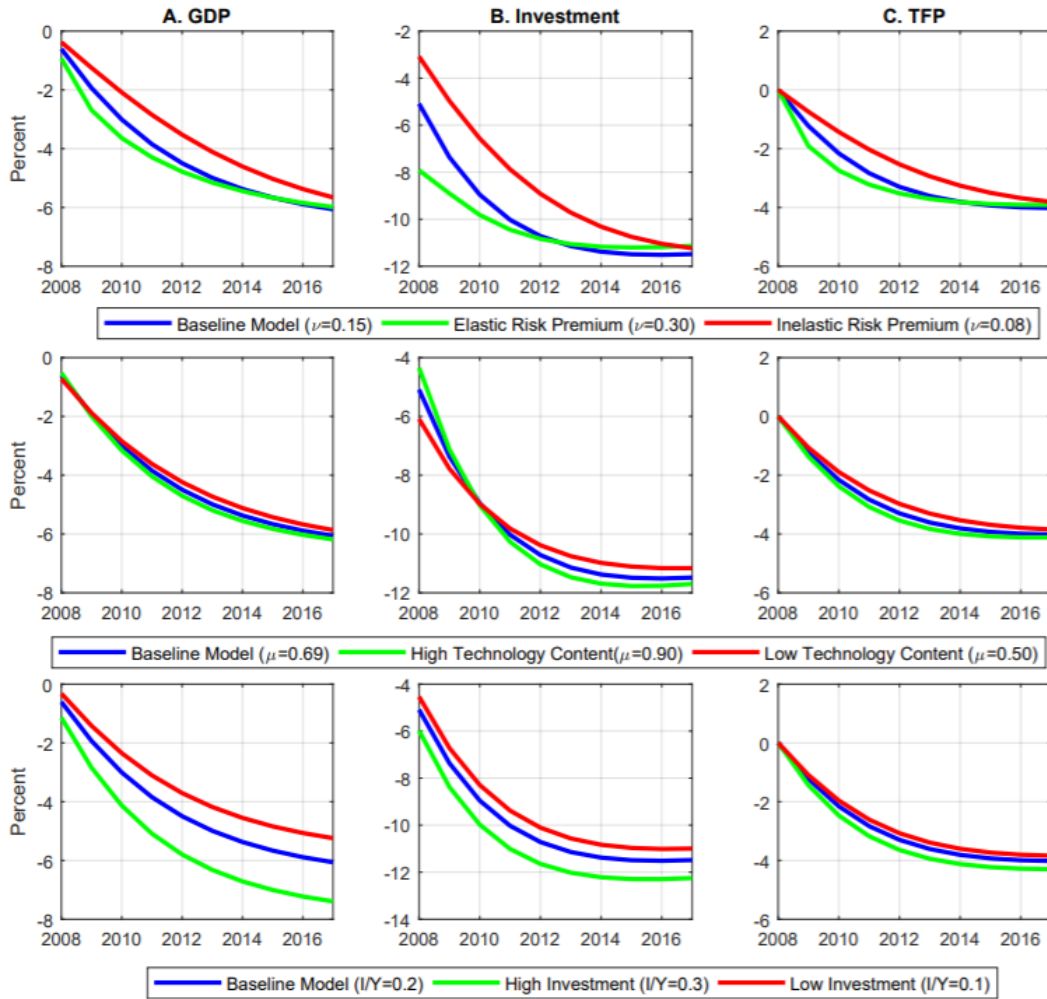 A. GDP B. Investment C. TFP
0 -2 2
-2 -4 0
-4 -6 -2
-6 -8 -4
-8 -10 -6
-12
Percent
2008 2010 2012 2014 2016 2008 2010 2012 2014 2016 2008 2010 2012 2014 2016
Baseline Model (ν=0.15) Elastic Risk Premium (ν=0.30) Inelastic Risk Premium (ν=0.08)
0 -4 2
-2 -6 0
-4 -8 -2
-6 -10 -4
-8 -12 -6
Percent
2008 2010 2012 2014 2016 2008 2010 2012 2014 2016 2008 2010 2012 2014 2016
Baseline Model (μ=0.69) High Technology Content(μ=0.90) Low Technology Content (μ=0.50)
0 -4 2
-2 -6 0
-4 -8 -2
-6 -10 -4
-8 -12 -6
-14
Percent
2008 2010 2012 2014 2016 2008 2010 2012 2014 2016 2008 2010 2012 2014 2016
Baseline Model (I/Y=0.2) High Investment (I/Y=0.3) Low Investment (I/Y=0.1)